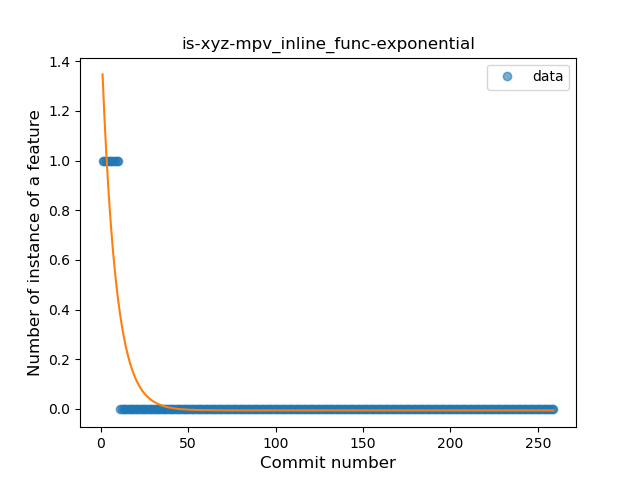 is-xyz-mpv_inline_func-exponential
data
Number of instance of a feature
1.4
1.2
1.0
0.8
0.6
0.4
0.2
0.0
0 50 100 150 200 250
Commit number